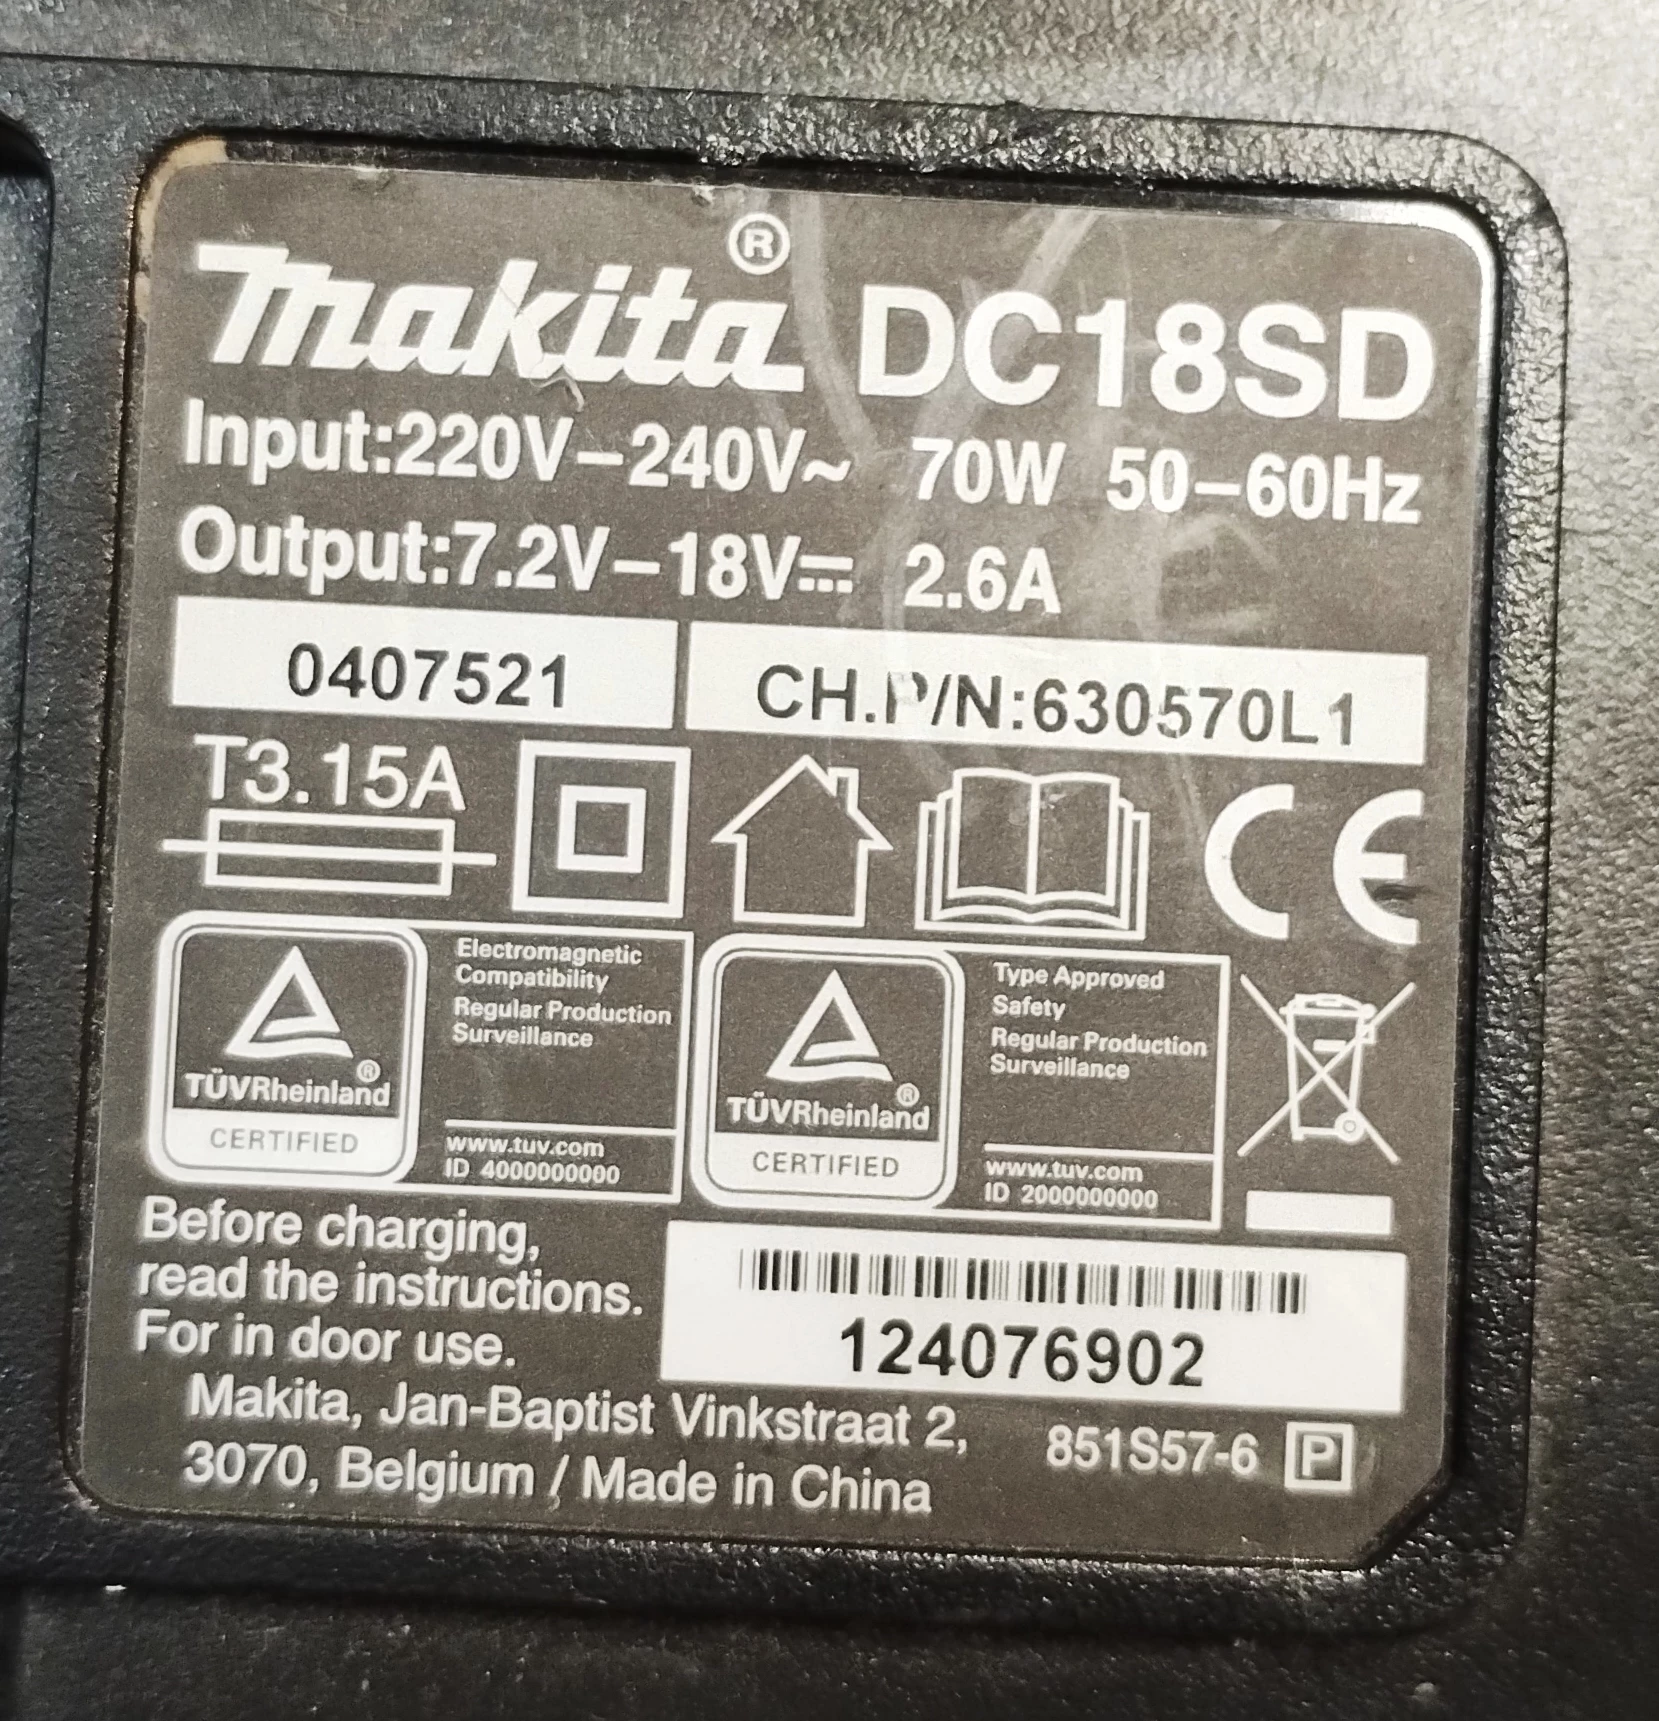 makita® DC18SD
Input:220V–240V~ 70W 50–60Hz
Output:7.2V–18V⎓ 2.6A
0407521 CH.P/N:630570L1
T3.15A
CE
Electromagnetic
Compatibility
Regular Production
Surveillance
TÜVRheinland®
CERTIFIED
www.tuv.com
ID 4000000000
Type Approved
Safety
Regular Production
Surveillance
TÜVRheinland®
CERTIFIED
www.tuv.com
ID 2000000000
Before charging,
read the instructions.
For in door use.
124076902
Makita, Jan-Baptist Vinkstraat 2,
3070, Belgium / Made in China
851S57-6 P